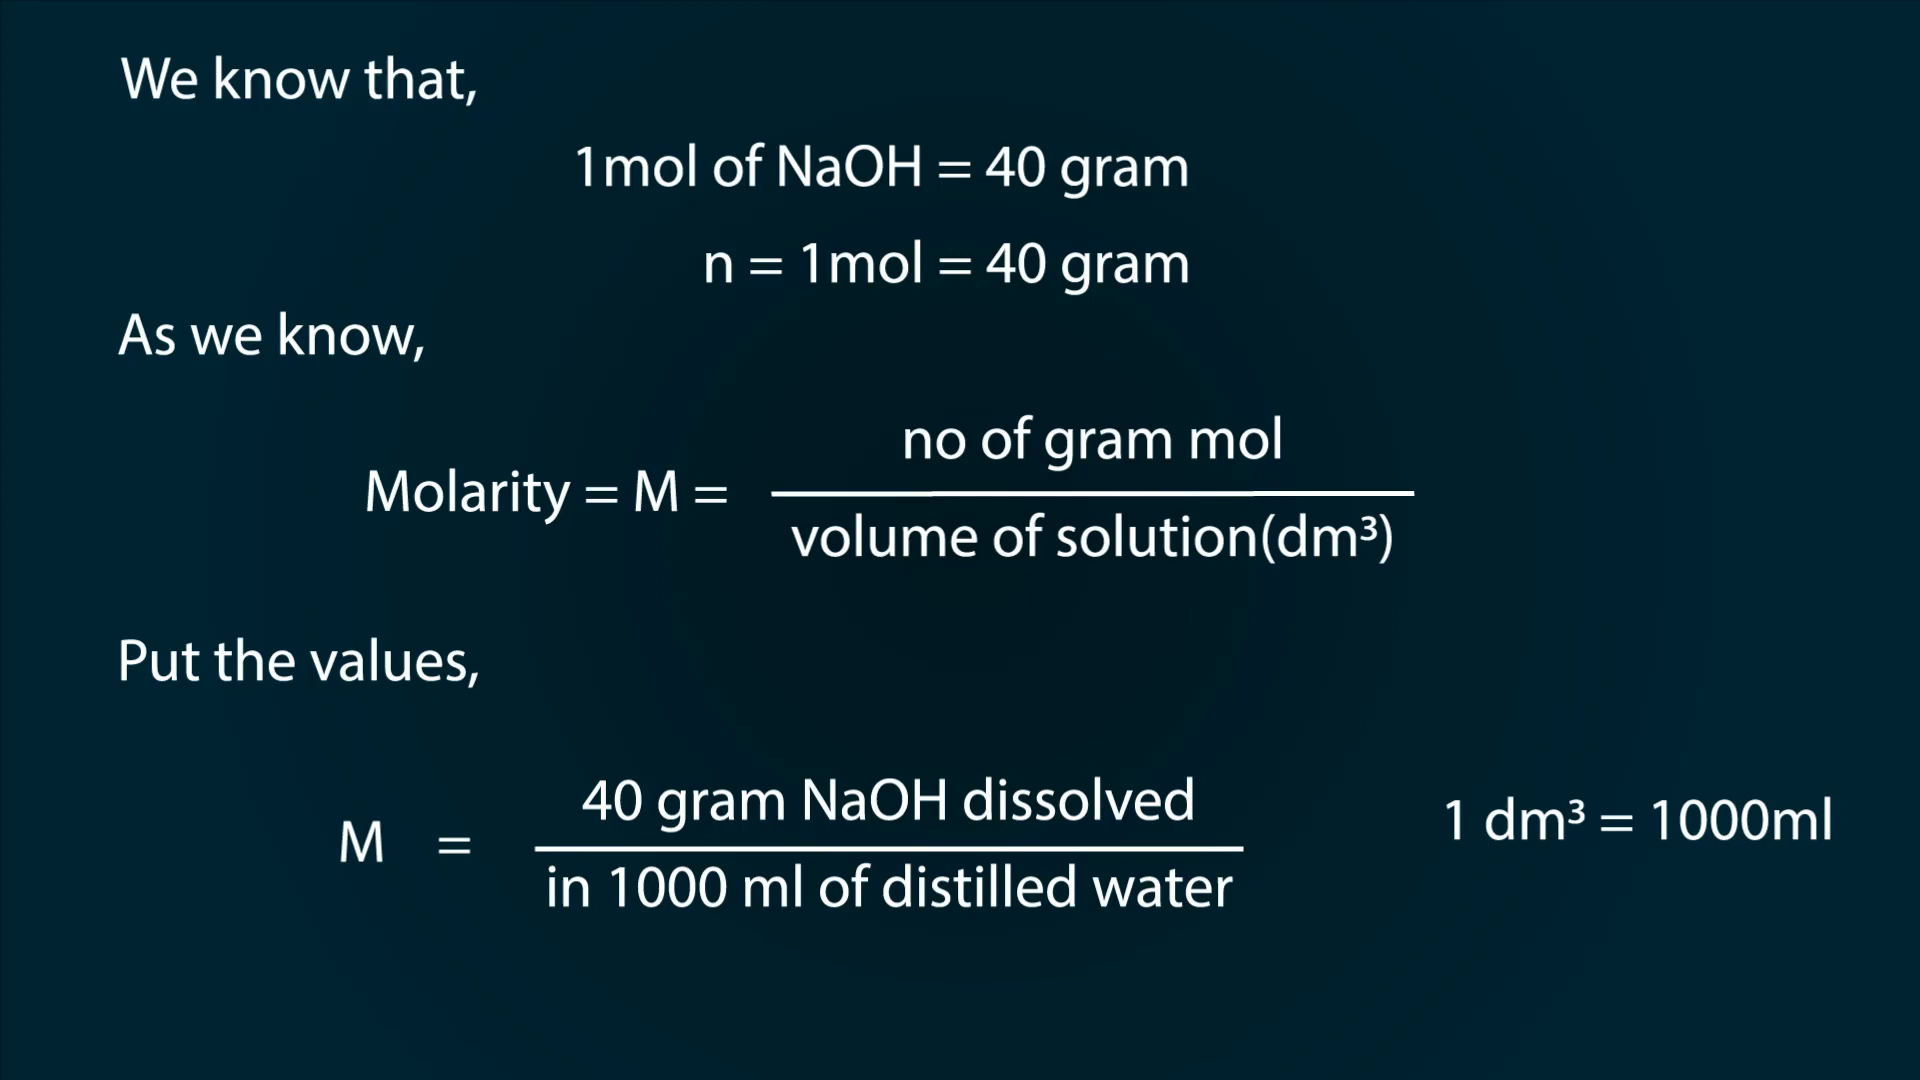 We know that,
1mol of NaOH = 40 gram
n = 1mol = 40 gram
As we know,
no of gram mol
Molarity = M =
volume of solution(dm³)
Put the values,
40 gram NaOH dissolved
M =
in 1000 ml of distilled water
1 dm³ = 1000ml